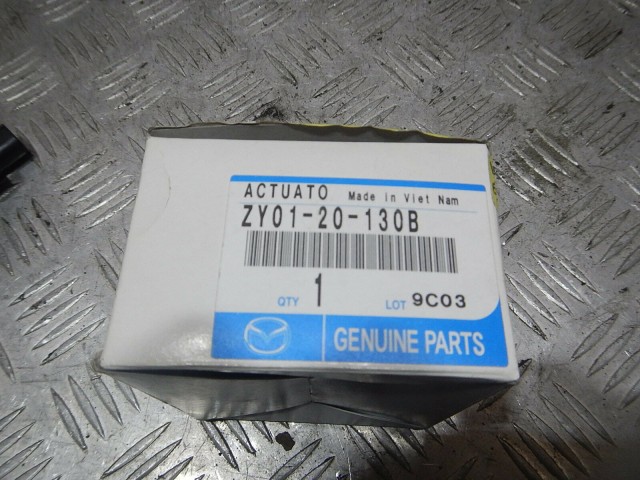 ACTUATO Made in Viet Nam
ZY01-20-130B
QTY 1 LOT 9C03
GENUINE PARTS